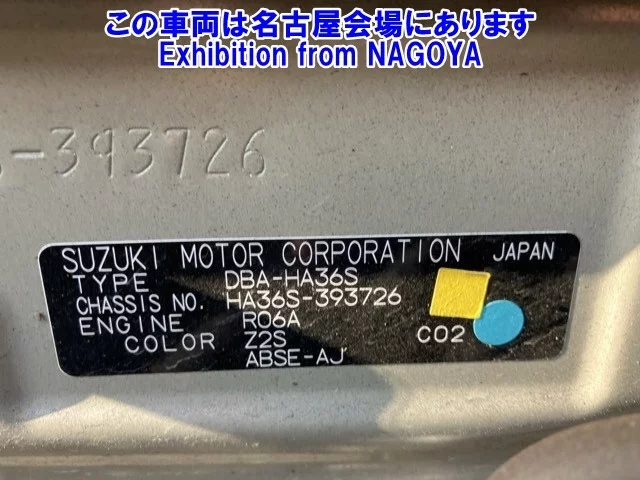 この車両は名古屋会場にあります
Exhibition from NAGOYA
-393726
SUZUKI MOTOR CORPORATION JAPAN
TYPE DBA-HA36S
CHASSIS NO. HA36S-393726
ENGINE R06A
COLOR Z2S CO2
ABSE-AJ